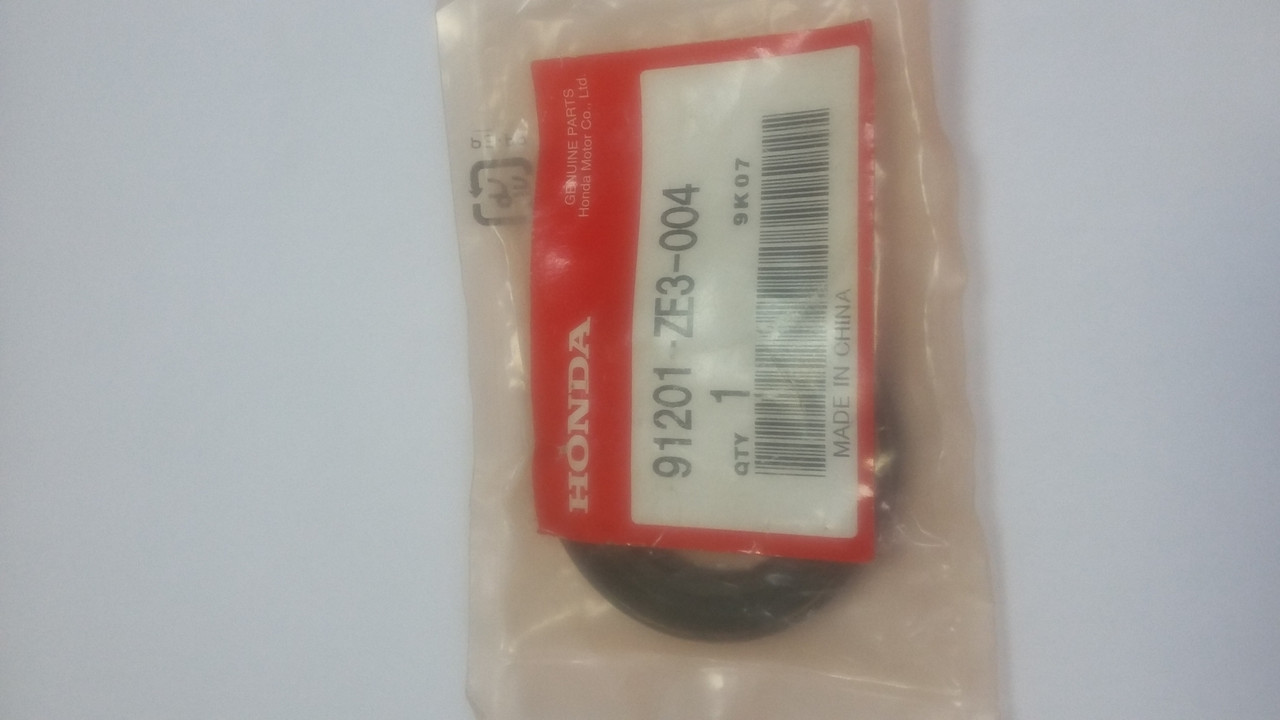 HONDA
GENUINE PARTS
Honda Motor Co., Ltd.
91201-ZE3-004
QTY 1
9K07
MADE IN CHINA